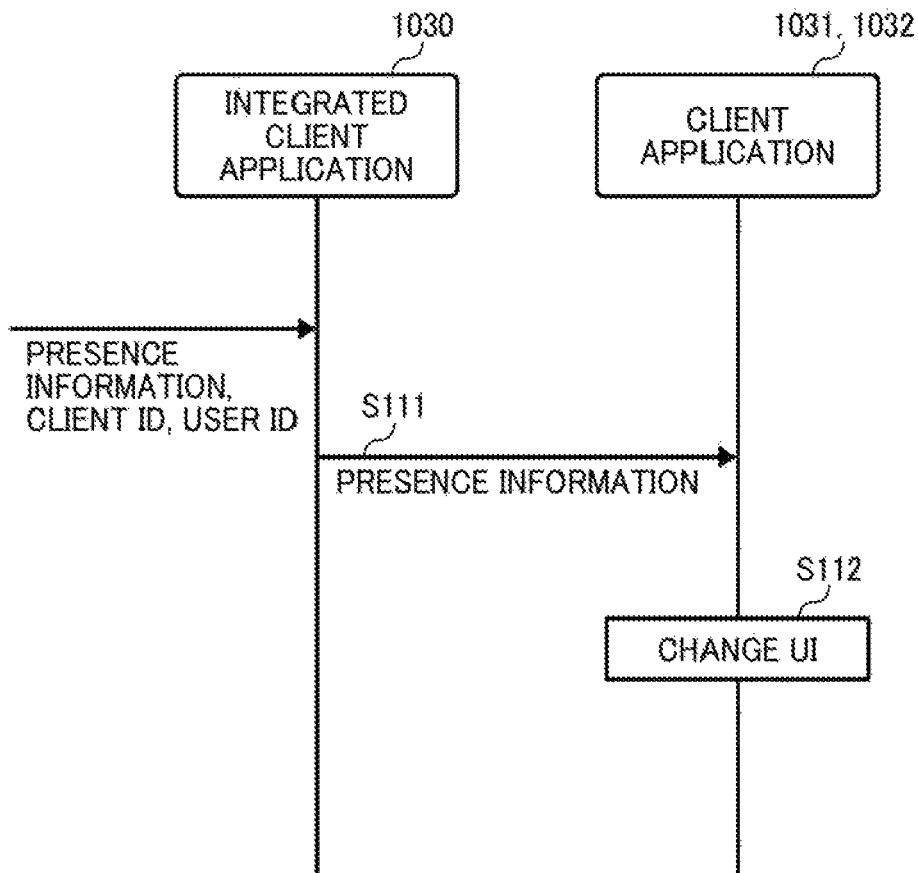 1030
1031, 1032
INTEGRATED
CLIENT
APPLICATION
CLIENT
APPLICATION
PRESENCE
INFORMATION,
CLIENT ID, USER ID
S111
PRESENCE INFORMATION
S112
CHANGE UI